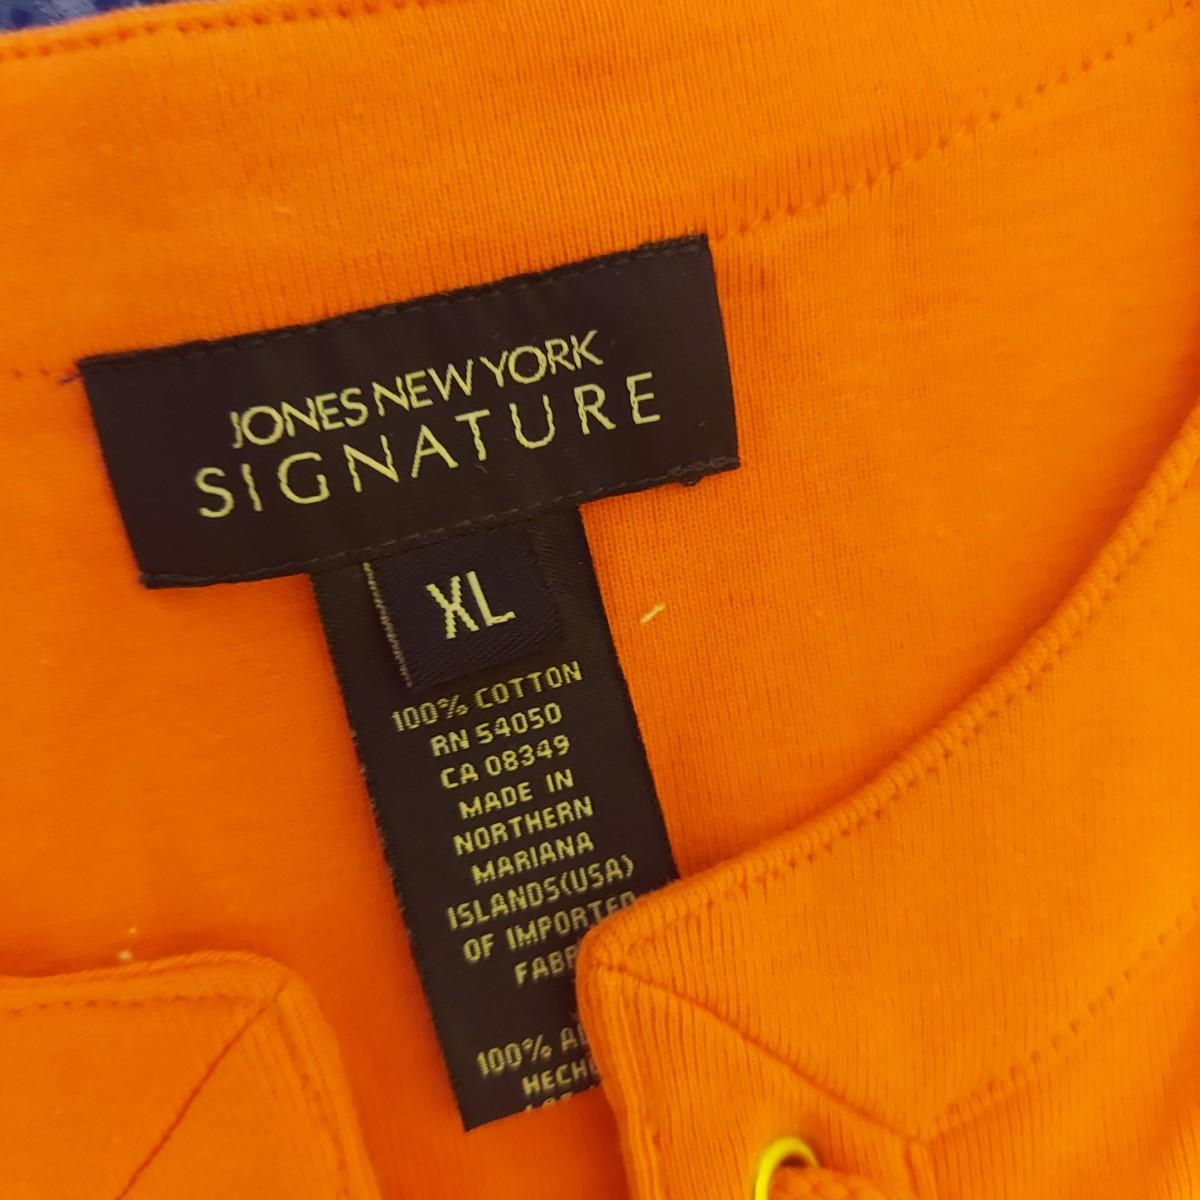 JONES NEW YORK
SIGNATURE
XL
100% COTTON
RN 54050
CA 08349
MADE IN
NORTHERN
MARIANA
ISLANDS(USA)
OF IMPORTED
100%